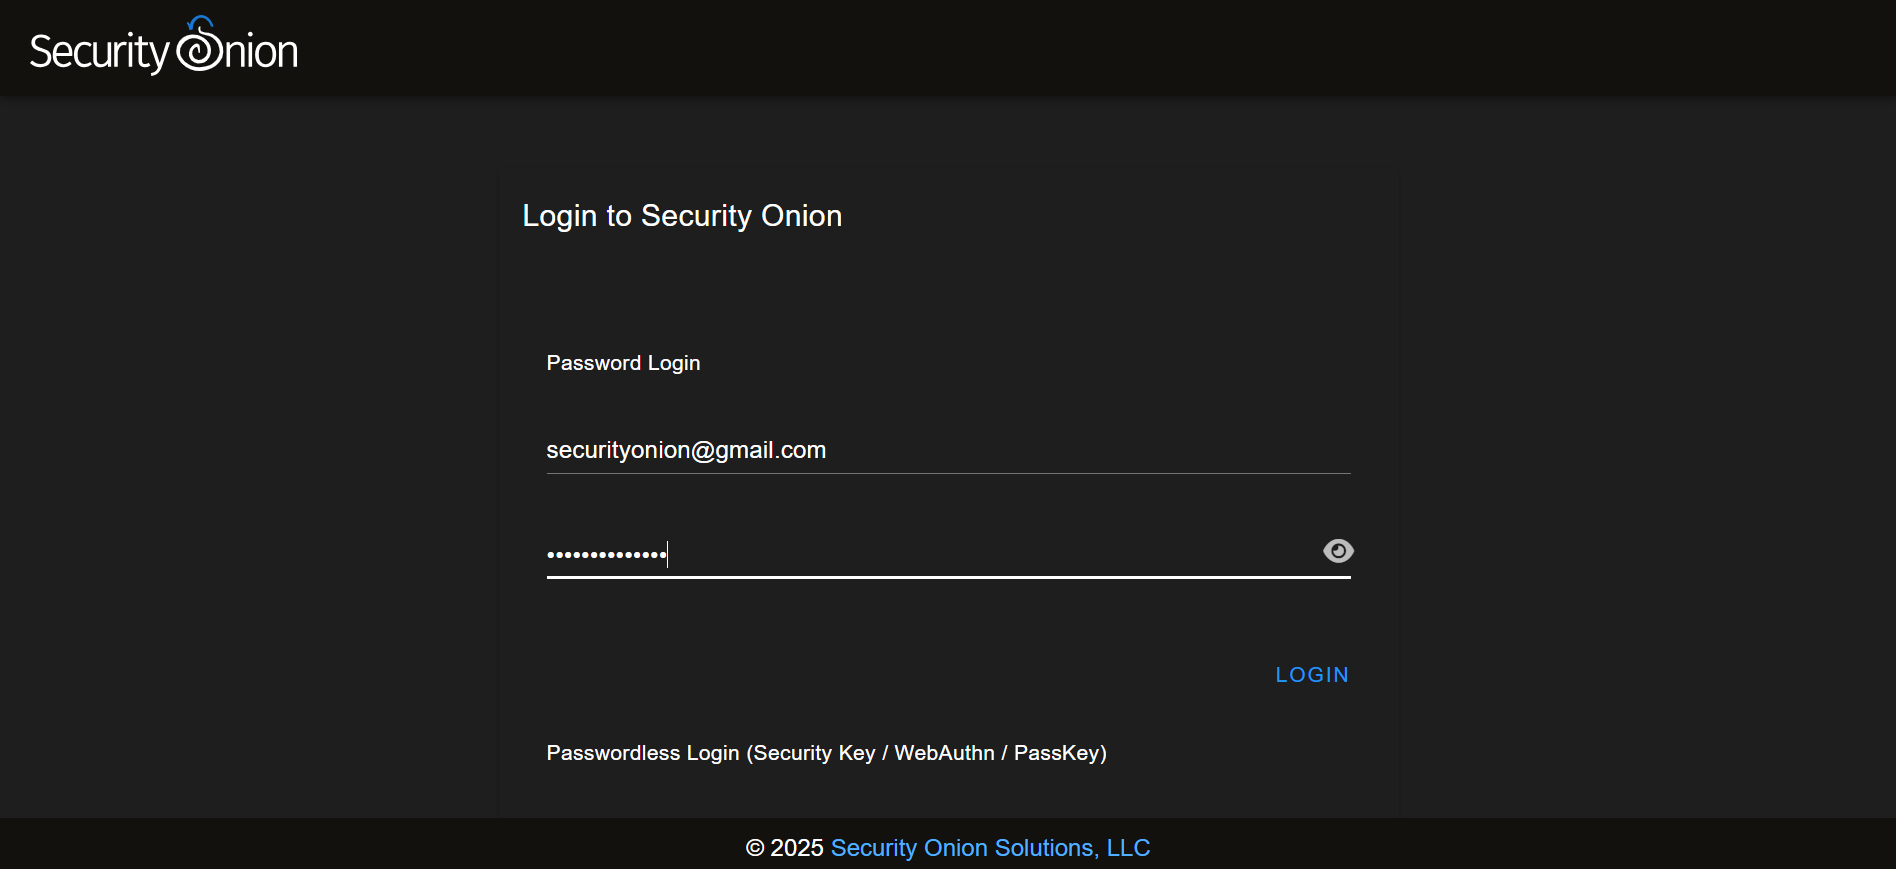 Security Onion
Login to Security Onion
Password Login
securityonion@gmail.com
••••••••••••••
LOGIN
Passwordless Login (Security Key / WebAuthn / PassKey)
© 2025 Security Onion Solutions, LLC